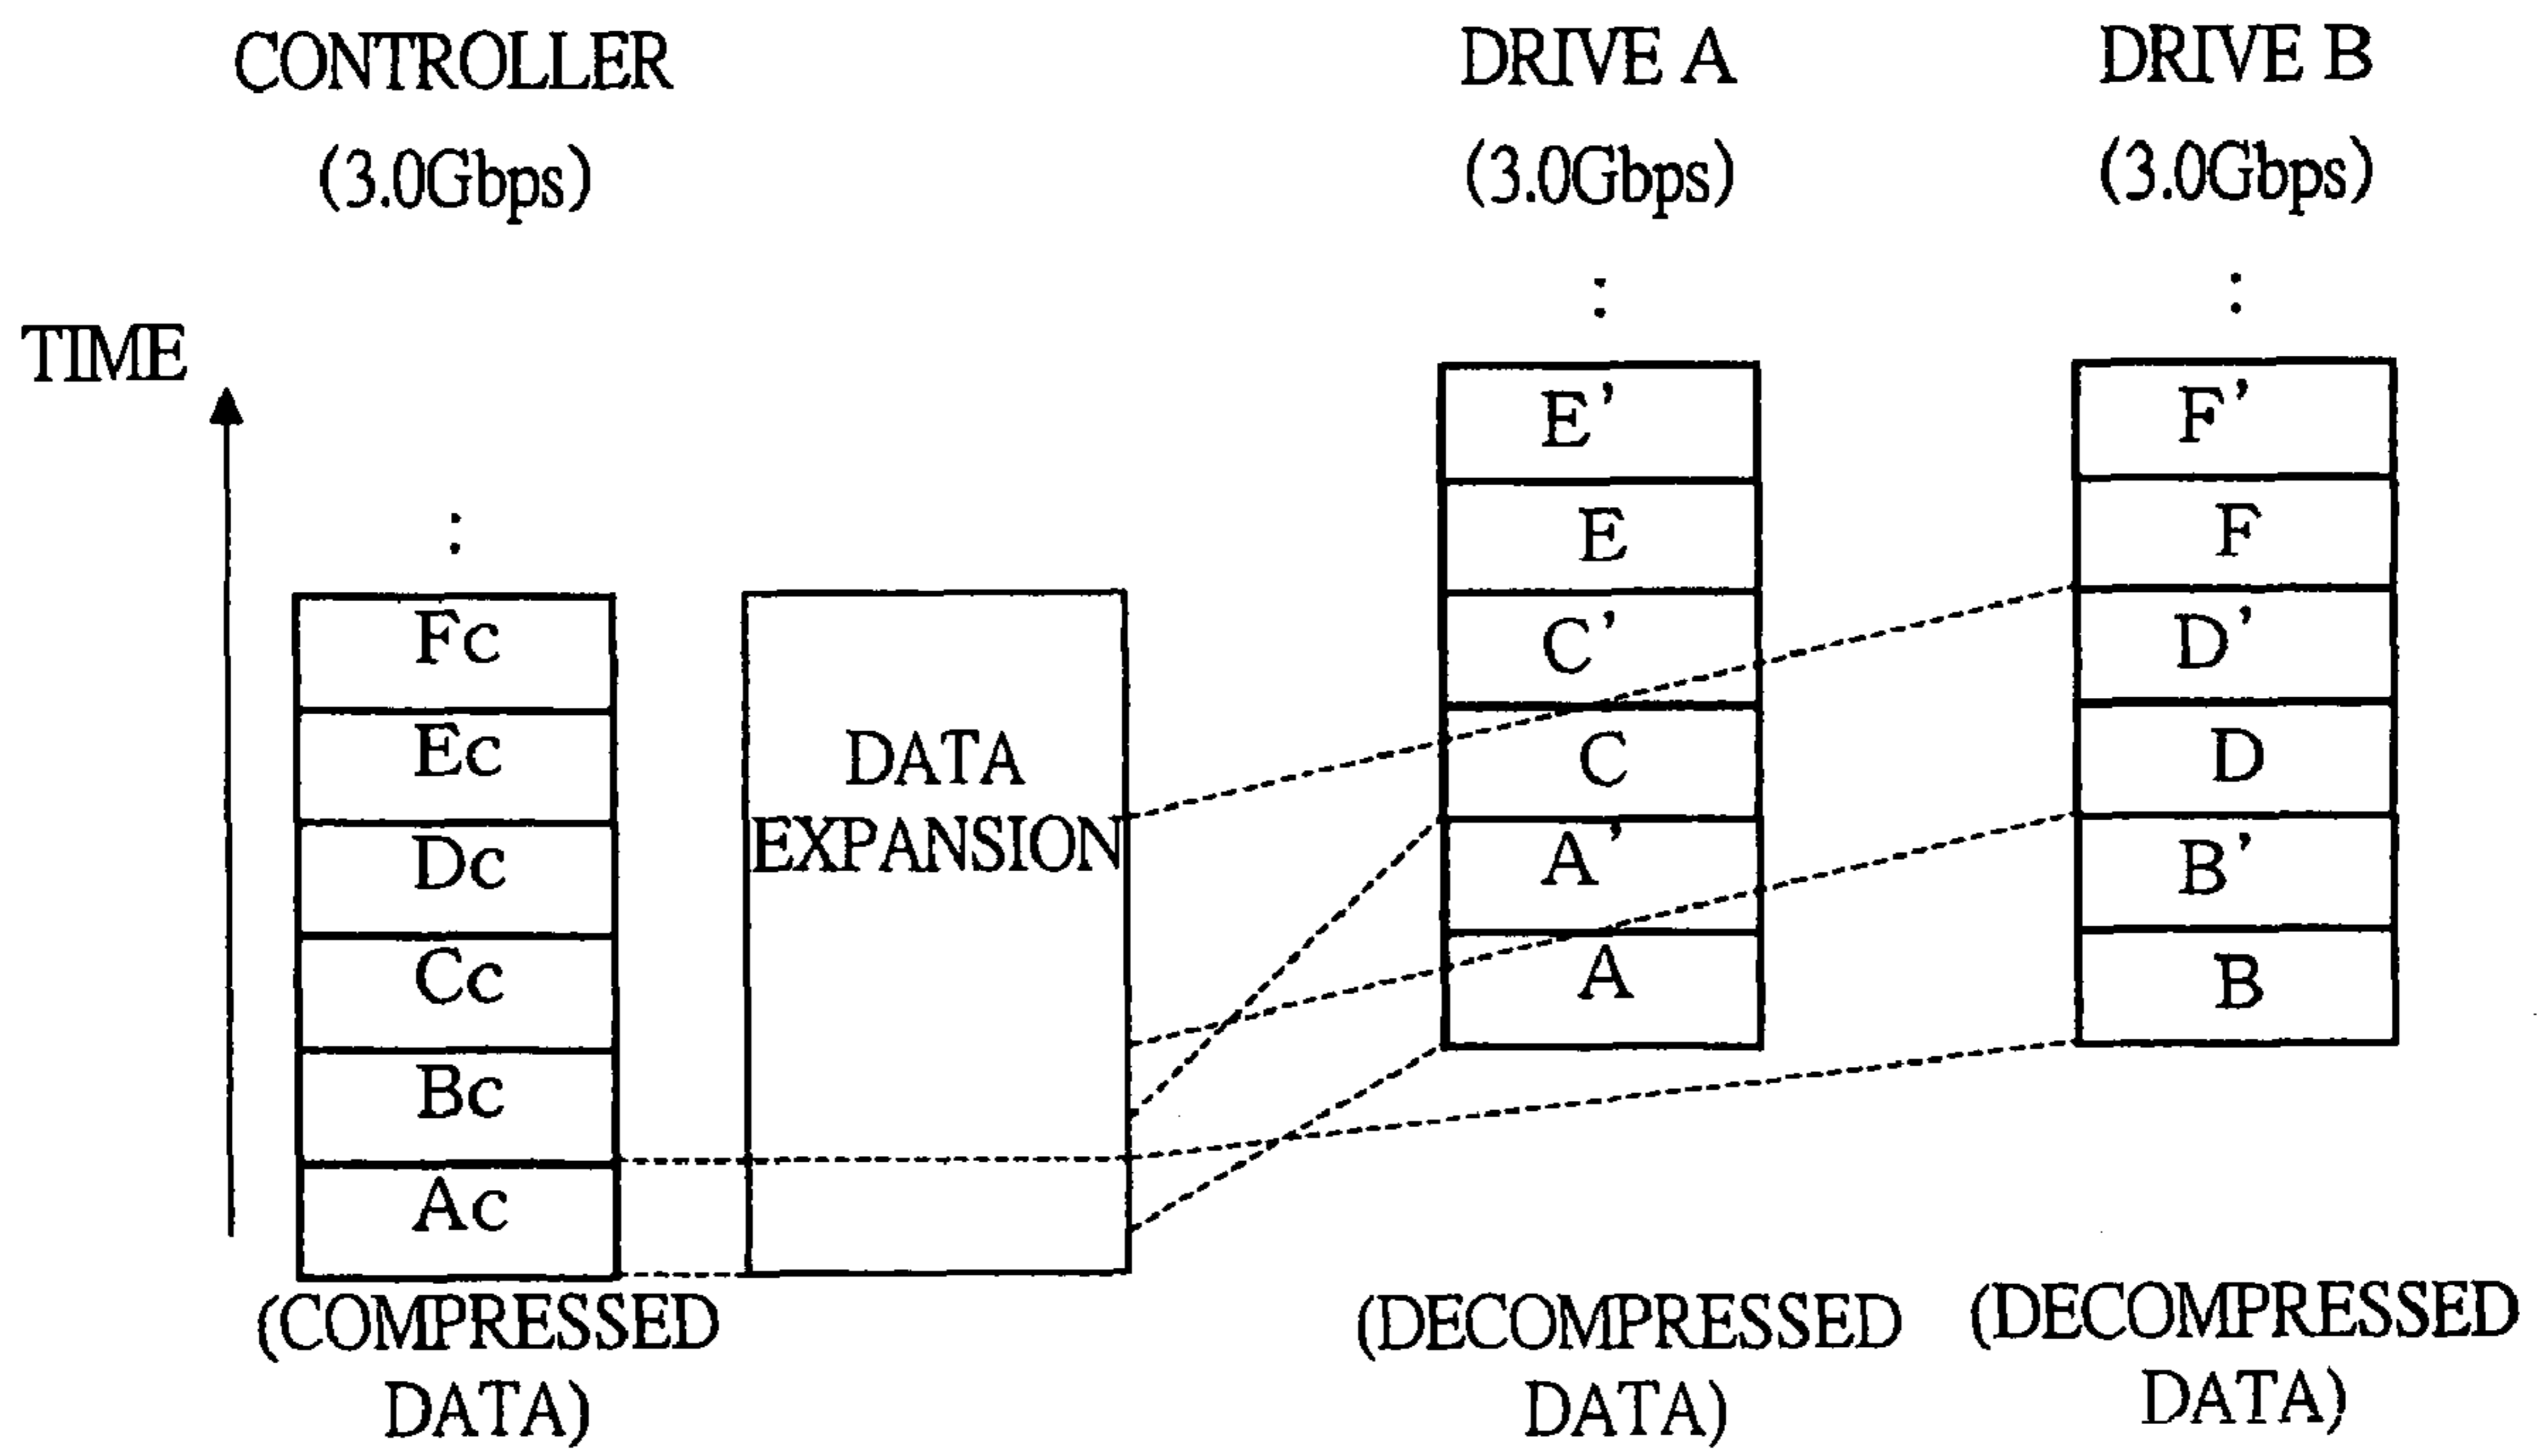 CONTROLLER
(3.0Gbps)
DRIVE A
(3.0Gbps)
DRIVE B
(3.0Gbps)
:
:
TIME
:
Fc
Ec
Dc
Cc
Bc
Ac
(COMPRESSED
DATA)
DATA
EXPANSION
E'
E
C'
C
A'
A
(DECOMPRESSED
DATA)
F'
F
D'
D
B'
B
(DECOMPRESSED
DATA)